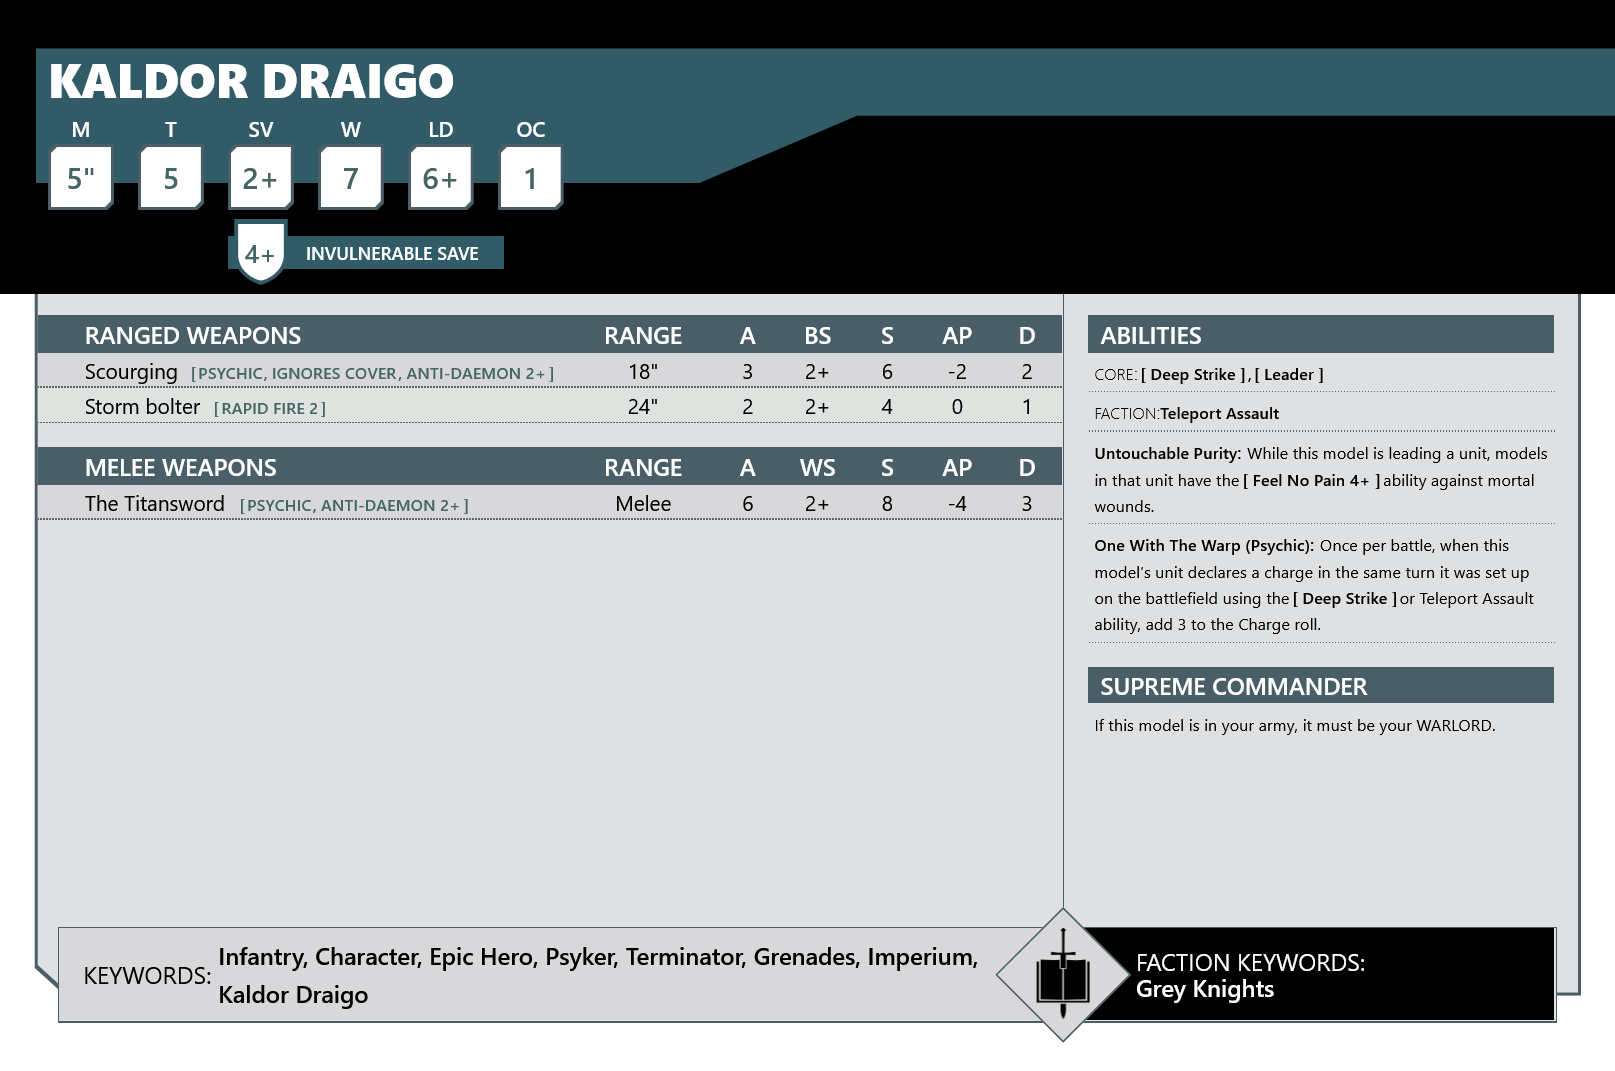 KALDOR DRAIGO
M T SV W LD OC
5" 5 2+ 7 6+ 1
4+ INVULNERABLE SAVE
RANGED WEAPONS RANGE A BS S AP D
Scourging [PSYCHIC, IGNORES COVER, ANTI-DAEMON 2+] 18" 3 2+ 6 -2 2
Storm bolter [RAPID FIRE 2] 24" 2 2+ 4 0 1
MELEE WEAPONS RANGE A WS S AP D
The Titansword [PSYCHIC, ANTI-DAEMON 2+] Melee 6 2+ 8 -4 3
ABILITIES
CORE: [ Deep Strike ], [ Leader ]
FACTION:Teleport Assault
Untouchable Purity: While this model is leading a unit, models
in that unit have the [ Feel No Pain 4+ ] ability against mortal
wounds.
One With The Warp (Psychic): Once per battle, when this
model’s unit declares a charge in the same turn it was set up
on the battlefield using the [ Deep Strike ] or Teleport Assault
ability, add 3 to the Charge roll.
SUPREME COMMANDER
If this model is in your army, it must be your WARLORD.
KEYWORDS: Infantry, Character, Epic Hero, Psyker, Terminator, Grenades, Imperium,
Kaldor Draigo
FACTION KEYWORDS:
Grey Knights